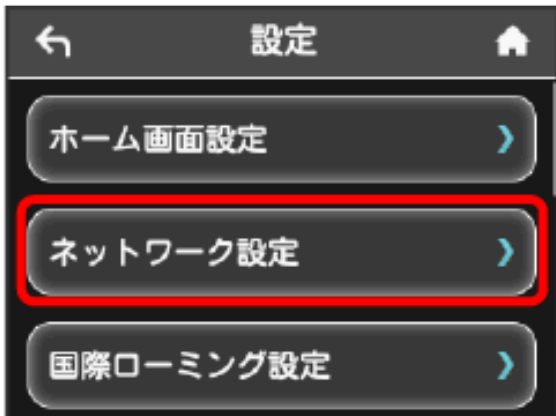 設定
ホーム画面設定
ネットワーク設定
国際ローミング設定